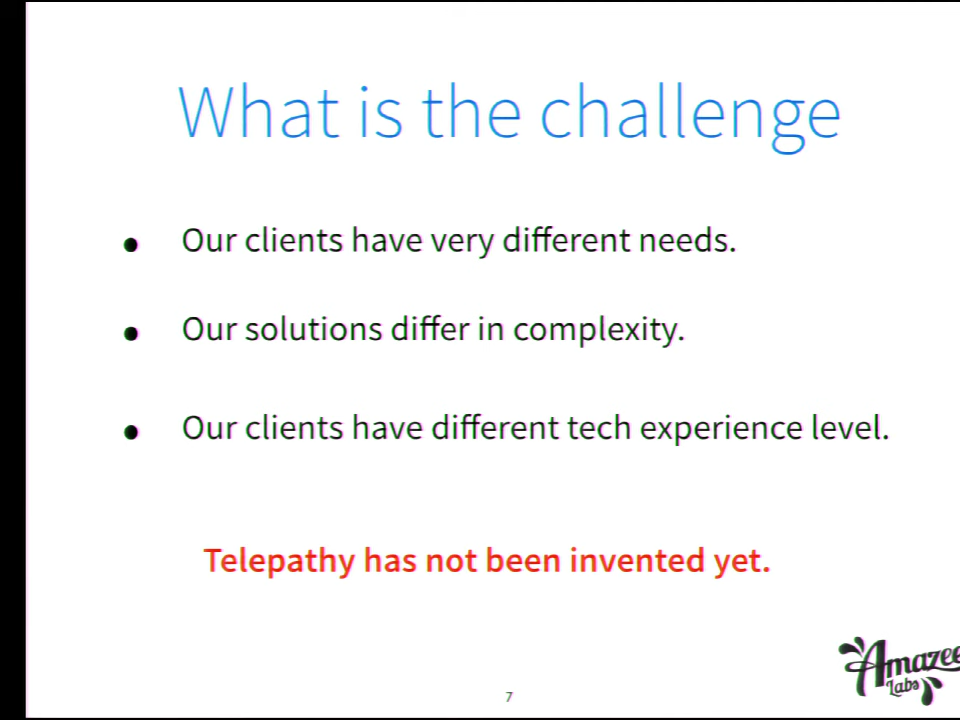 What is the challenge
Our clients have very different needs.
Our solutions differ in complexity.
Our clients have different tech experience level.
Telepathy has not been invented yet.
Amazee
Labs
7